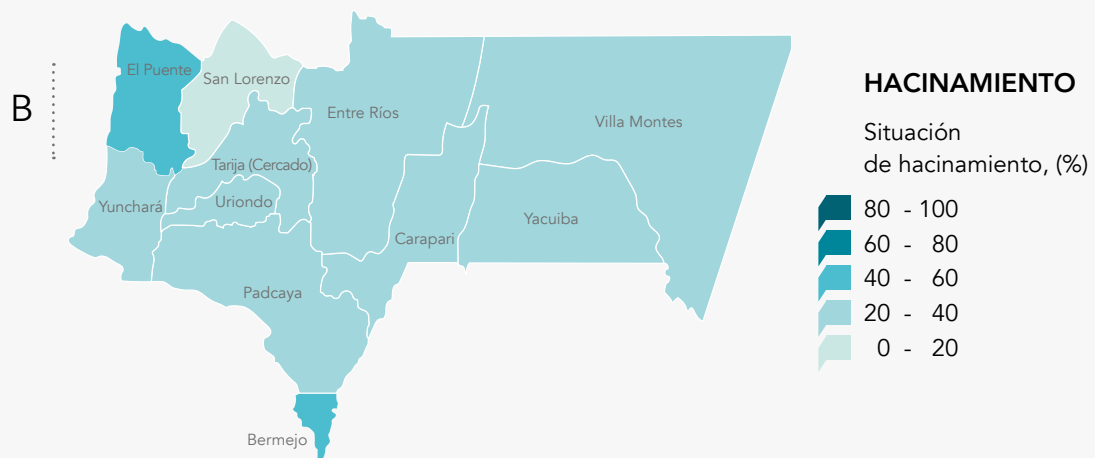 B
El Puente
San Lorenzo
Entre Ríos
Villa Montes
Tarija (Cercado)
Yunchará
Uriondo
Yacuiba
Carapari
Padcaya
Bermejo
HACINAMIENTO
Situación
de hacinamiento, (%)
80 - 100
60 - 80
40 - 60
20 - 40
0 - 20